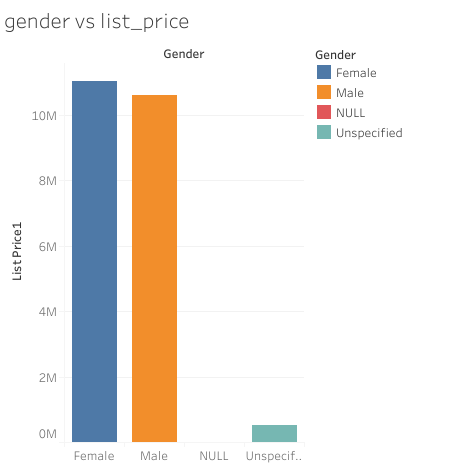 gender vs list_price
Gender
Gender
Female
Male
NULL
Unspecified
List Price1
10M
8M
6M
4M
2M
0M
Female Male NULL Unspecif..